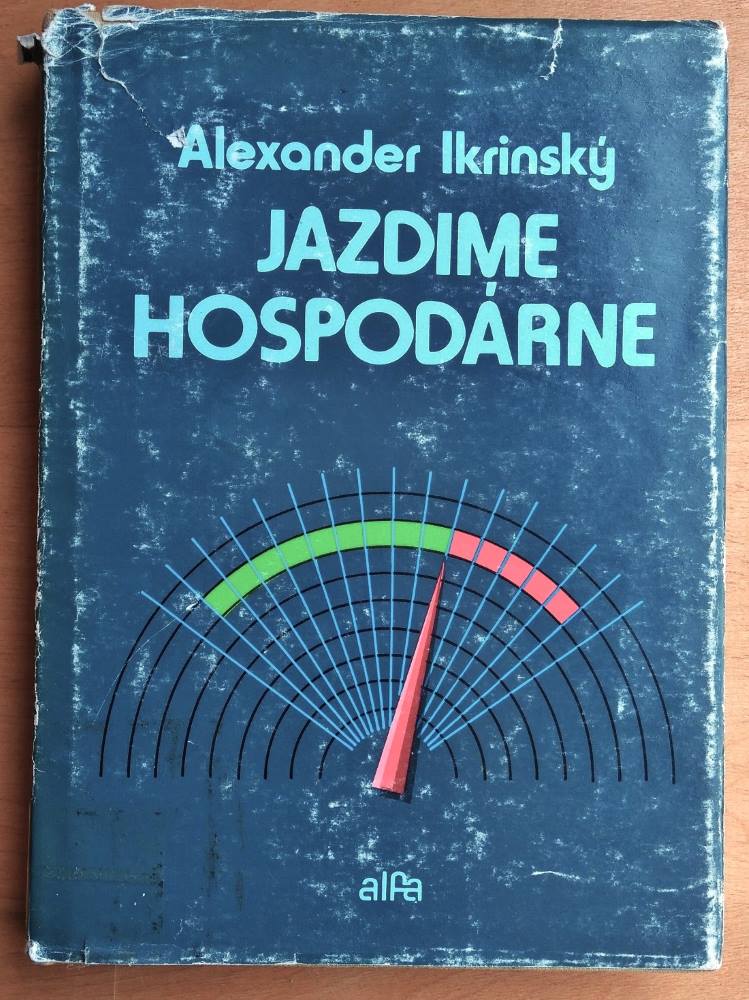 Alexander Ikrinský
JAZDIME
HOSPODÁRNE
alfa